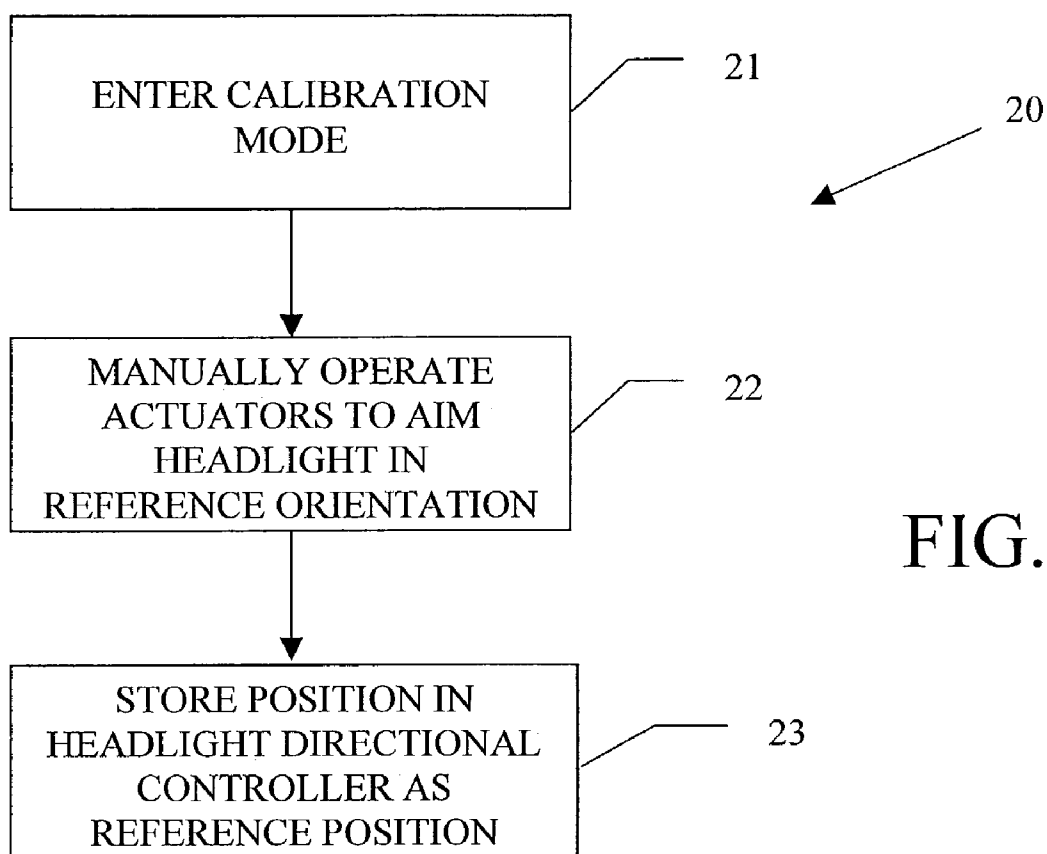 ENTER CALIBRATION
MODE
21
20
MANUALLY OPERATE
ACTUATORS TO AIM
HEADLIGHT IN
REFERENCE ORIENTATION
22
FIG.
STORE POSITION IN
HEADLIGHT DIRECTIONAL
CONTROLLER AS
REFERENCE POSITION
23